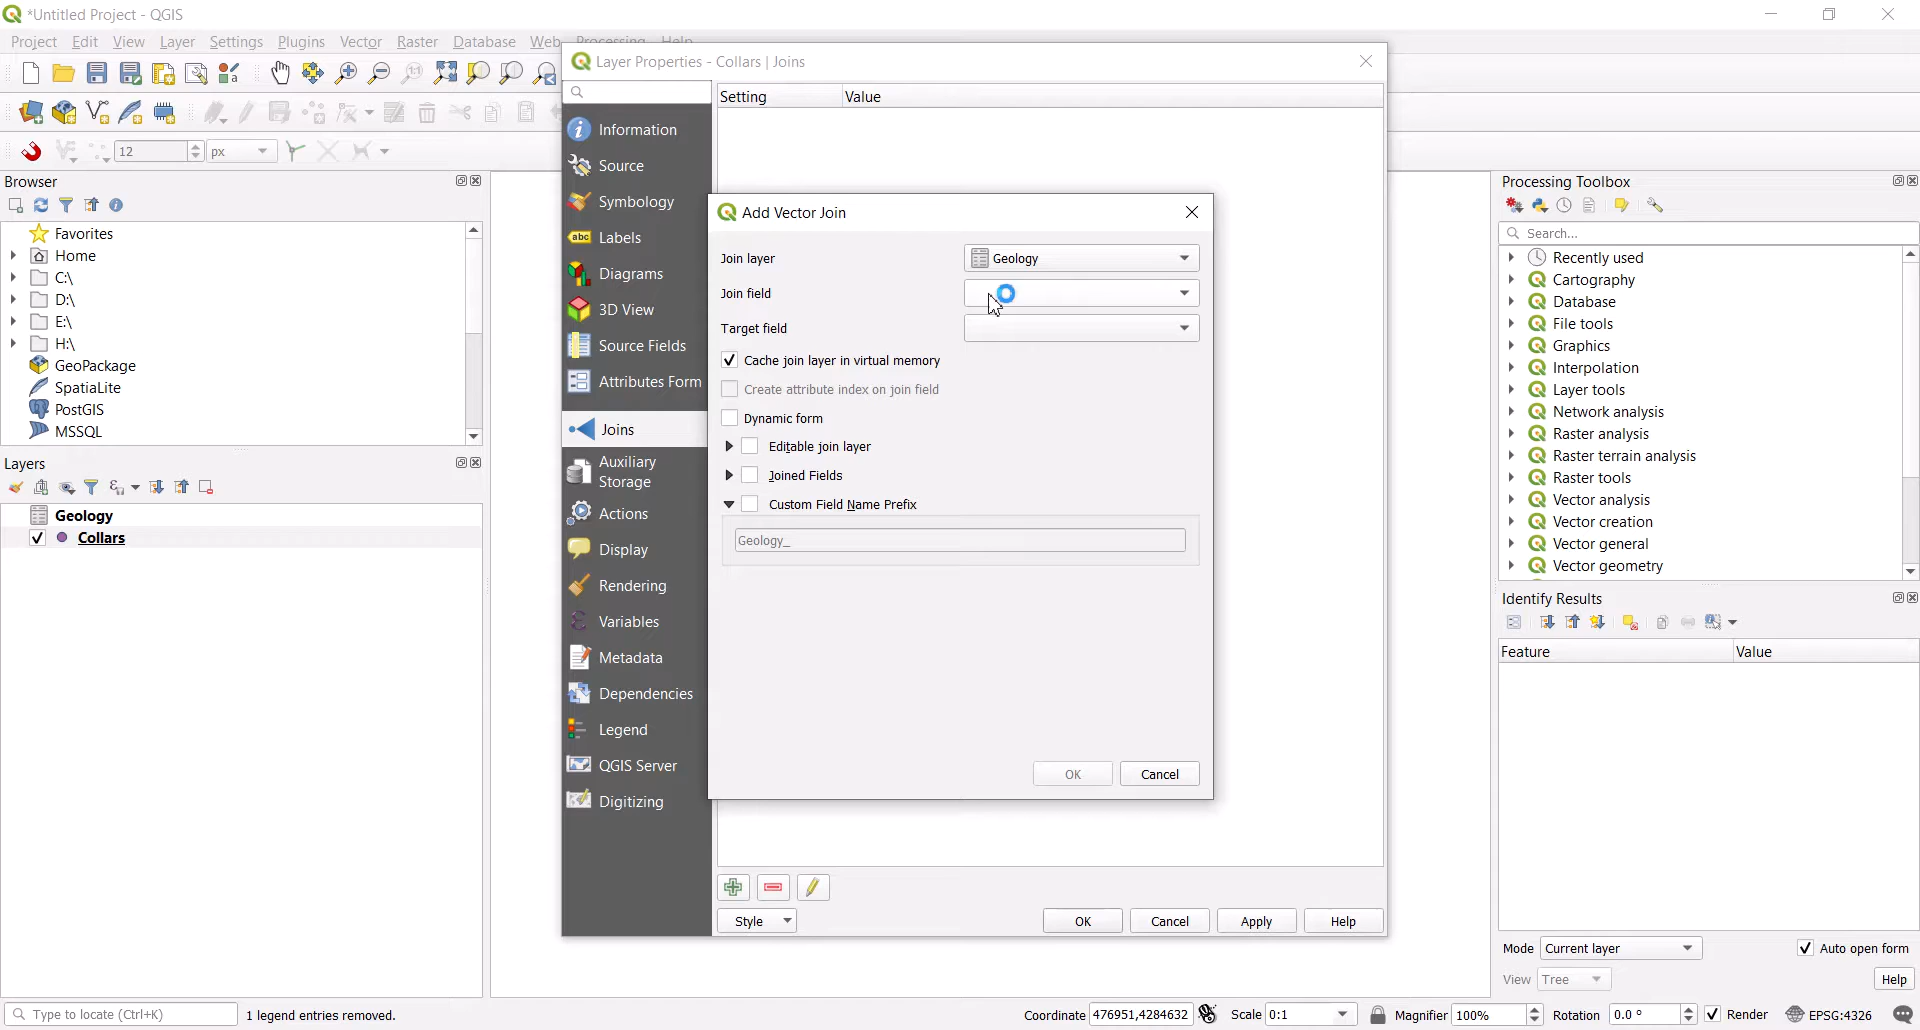 *Untitled Project - QGIS
Project Edit View Layer Settings Plugins Vector Raster Database Web Processing Help
12 px
Browser
Favorites
Home
C:\
D:\
E:\
H:\
GeoPackage
SpatiaLite
PostGIS
MSSQL
Layers
Geology
Collars
Layer Properties - Collars | Joins
Information
Source
abc Labels
Symbology
Diagrams
3D View
Source Fields
Attributes Form
Joins
Auxiliary
Storage
Actions
Display
Rendering
Variables
Metadata
Dependencies
Legend
QGIS Server
Digitizing
Setting Value
Add Vector Join
Join layer Geology
Join field
Target field
Cache join layer in virtual memory
Create attribute index on join field
Dynamic form
Editable join layer
Joined Fields
Custom Field Name Prefix
Geology_
OK Cancel
Style OK Cancel Apply Help
Processing Toolbox
Search...
Recently used
Cartography
Database
File tools
Graphics
Interpolation
Layer tools
Network analysis
Raster analysis
Raster terrain analysis
Raster tools
Vector analysis
Vector creation
Vector general
Vector geometry
Identify Results
Feature Value
Mode Current layer Auto open form
View Tree Help
Type to locate (Ctrl+K) 1 legend entries removed. Coordinate 476951,4284632 Scale 0:1 Magnifier 100% Rotation 0.0 ° Render EPSG:4326